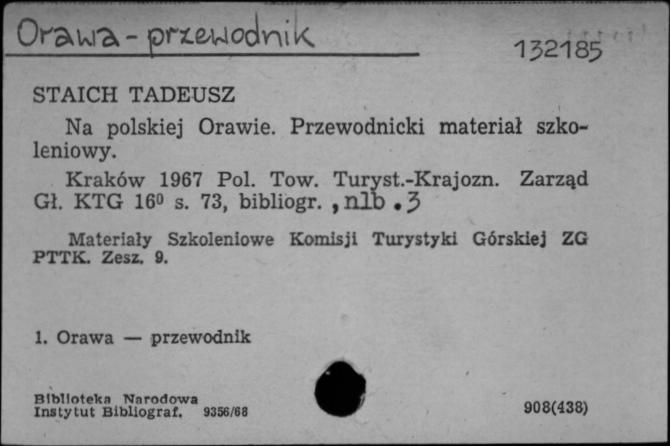 Orawa - przewodnik
132185
STAICH TADEUSZ
Na polskiej Orawie. Przewodnicki materiał szko-
leniowy.
Kraków 1967 Pol. Tow. Turyst.-Krajozn. Zarząd
Gł. KTG 16⁰ s. 73, bibliogr. , nlb . 3
Materiały Szkoleniowe Komisji Turystyki Górskiej ZG
PTTK. Zesz. 9.
1. Orawa — przewodnik
Biblioteka Narodowa
Instytut Bibliograf. 9356/68
908(438)